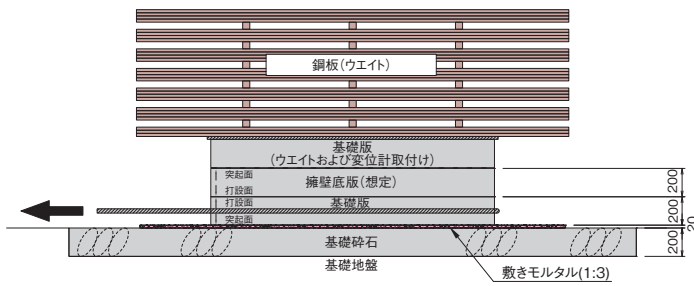 鋼板(ウエイト)
基礎版
(ウエイトおよび変位計取付け)
突起面
擁壁底版(想定)
打設面
打設面
基礎版
突起面
200
200
20
200
基礎砕石
基礎地盤
敷きモルタル(1:3)